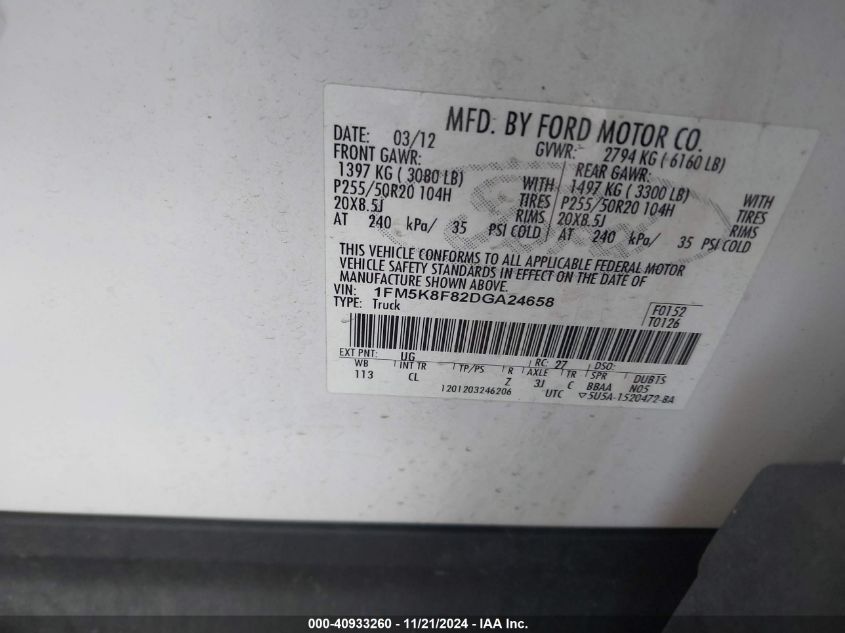 MFD. BY FORD MOTOR CO.
DATE: 03/12 GVWR: 2794 KG ( 6160 LB)
FRONT GAWR: REAR GAWR:
1397 KG ( 3080 LB) WITH 1497 KG ( 3300 LB) WITH
P255/50R20 104H TIRES P255/50R20 104H TIRES
20X8.5J RIMS 20X8.5J RIMS
AT 240 kPa/ 35 PSI COLD AT 240 kPa/ 35 PSI COLD
THIS VEHICLE CONFORMS TO ALL APPLICABLE FEDERAL MOTOR
VEHICLE SAFETY STANDARDS IN EFFECT ON THE DATE OF
MANUFACTURE SHOWN ABOVE.
VIN: 1FM5K8F82DGA24658
TYPE: Truck
F0152
T0126
EXT PNT: UG RC: 27 DSO:
WB INT TR TP/PS R AXLE TR SPR DUBTS
113 CL Z 3J C BBAA N05
1201203246206 UTC ▽5U5A-1520472-BA
000-40933260 - 11/21/2024 - IAA Inc.